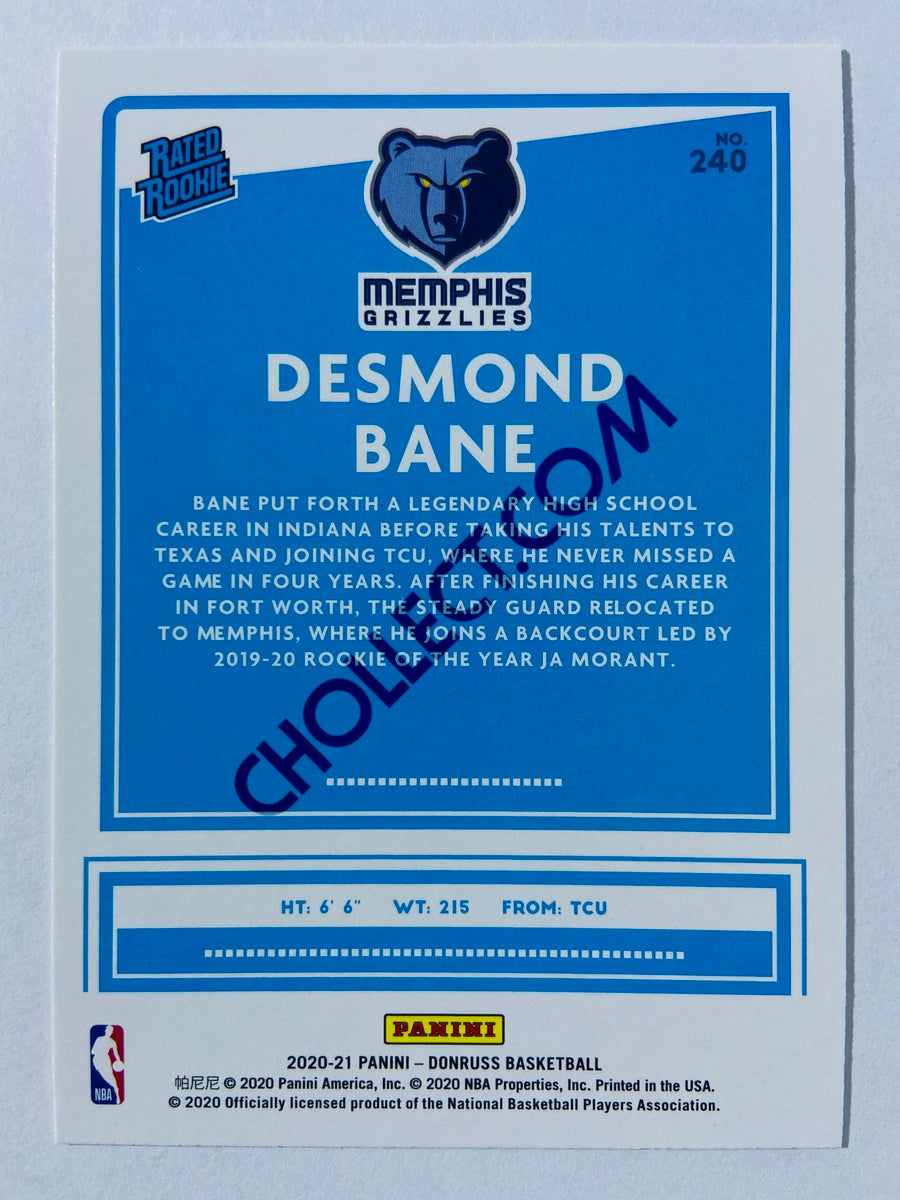 RATED
ROOKIE
NO.
240
MEMPHIS
GRIZZLIES
DESMOND
BANE
BANE PUT FORTH A LEGENDARY HIGH SCHOOL
CAREER IN INDIANA BEFORE TAKING HIS TALENTS TO
TEXAS AND JOINING TCU, WHERE HE NEVER MISSED A
GAME IN FOUR YEARS. AFTER FINISHING HIS CAREER
IN FORT WORTH, THE STEADY GUARD RELOCATED
TO MEMPHIS, WHERE HE JOINS A BACKCOURT LED BY
2019-20 ROOKIE OF THE YEAR JA MORANT.
CHOLLECT.COM
HT: 6' 6" WT: 215 FROM: TCU
PANINI
NBA
2020-21 PANINI – DONRUSS BASKETBALL
帕尼尼 © 2020 Panini America, Inc. © 2020 NBA Properties, Inc. Printed in the USA.
© 2020 Officially licensed product of the National Basketball Players Association.